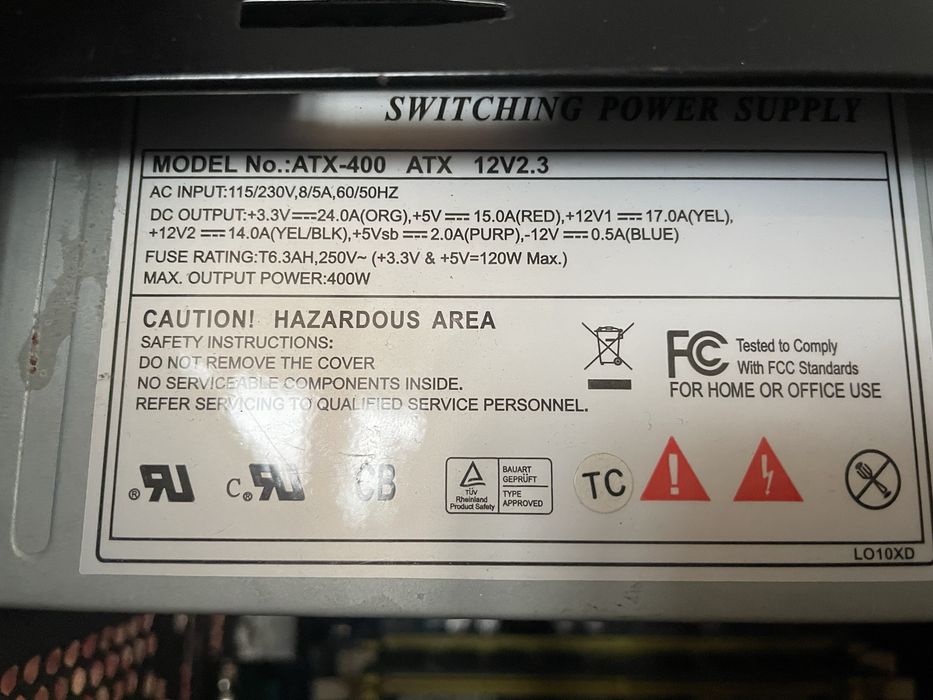 SWITCHING POWER SUPPLY
MODEL No.:ATX-400 ATX 12V2.3
AC INPUT:115/230V,8/5A,60/50HZ
DC OUTPUT:+3.3V⎓24.0A(ORG),+5V⎓15.0A(RED),+12V1⎓17.0A(YEL),
+12V2⎓14.0A(YEL/BLK),+5Vsb⎓2.0A(PURP),-12V⎓0.5A(BLUE)
FUSE RATING:T6.3AH,250V~ (+3.3V & +5V=120W Max.)
MAX. OUTPUT POWER:400W
CAUTION! HAZARDOUS AREA
SAFETY INSTRUCTIONS:
DO NOT REMOVE THE COVER
NO SERVICEABLE COMPONENTS INSIDE.
REFER SERVICING TO QUALIFIED SERVICE PERSONNEL.
FC Tested to Comply
With FCC Standards
FOR HOME OR OFFICE USE
RU® C RU® CB
TÜV
Rheinland
Product Safety
BAUART
GEPRÜFT
TYPE
APPROVED
TC
LO10XD